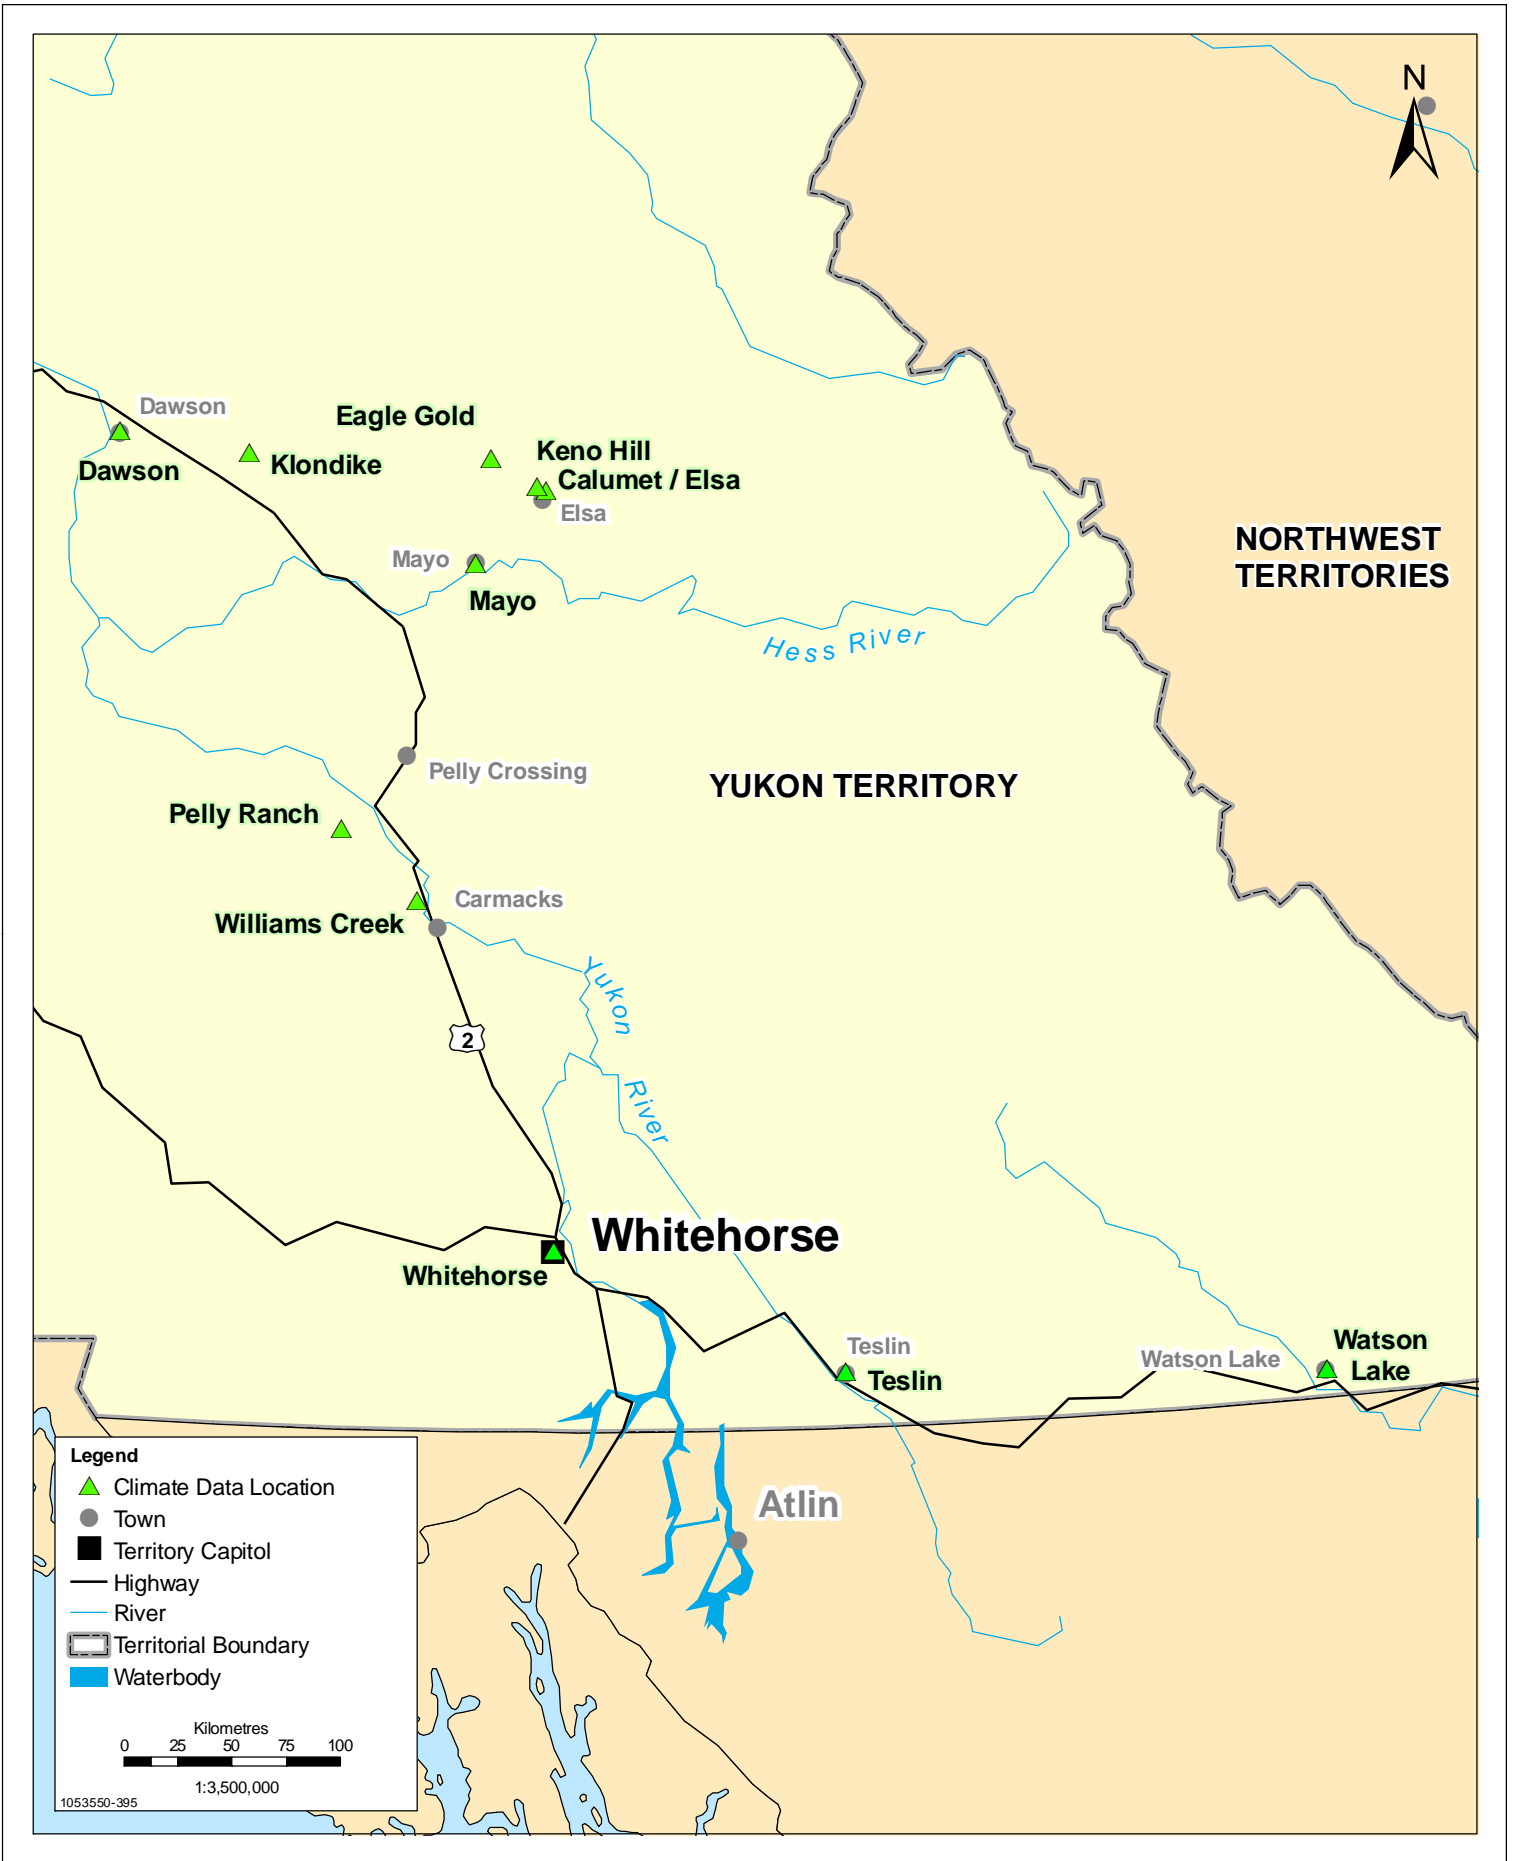 N
Dawson
Eagle Gold
Dawson
Klondike
Keno Hill
Calumet / Elsa
Elsa
NORTHWEST
TERRITORIES
Mayo
Mayo
Hess River
Pelly Crossing
YUKON TERRITORY
Pelly Ranch
Carmacks
Williams Creek
Yukon
River
2
Whitehorse
Whitehorse
Teslin
Teslin
Watson Lake
Watson
Lake
Atlin
Legend
Climate Data Location
Town
Territory Capitol
Highway
River
Territorial Boundary
Waterbody
Kilometres
0 25 50 75 100
1:3,500,000
1053550-395